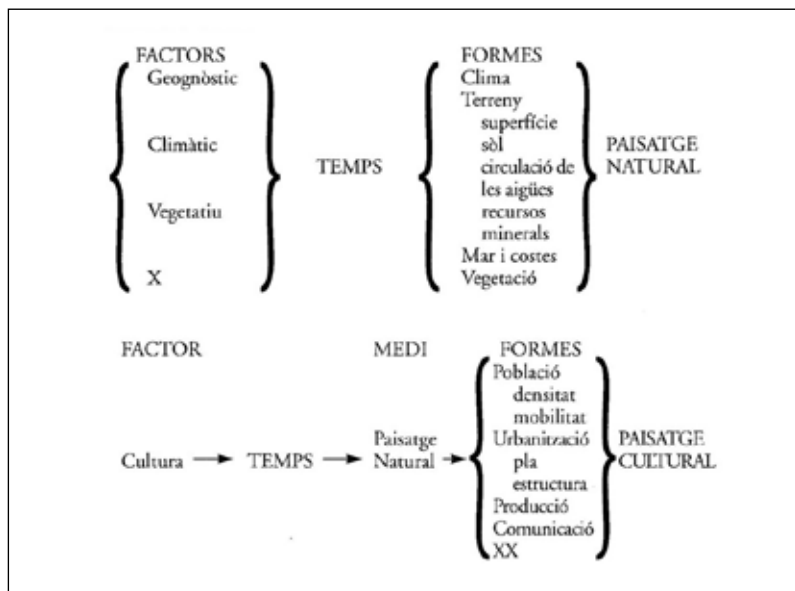 FACTORS
Geognòstic
Climàtic
Vegetatiu
X
TEMPS
FORMES
Clima
Terreny
superfície
sòl
circulació de
les aigües
recursos
minerals
Mar i costes
Vegetació
PAISATGE
NATURAL
FACTOR
Cultura
TEMPS
MEDI
Paisatge
Natural
FORMES
Població
densitat
mobilitat
Urbanització
pla
estructura
Producció
Comunicació
XX
PAISATGE
CULTURAL